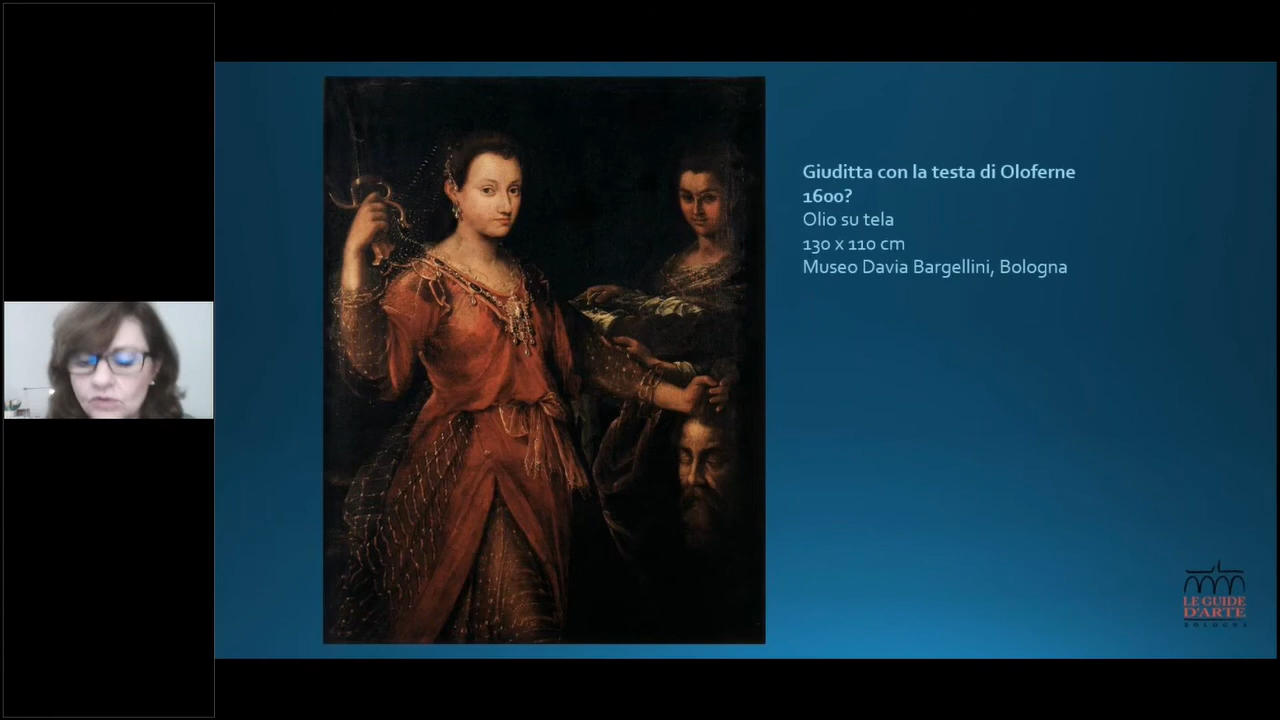 Giuditta con la testa di Oloferne
1600?
Olio su tela
130 x 110 cm
Museo Davia Bargellini, Bologna
LE GUIDE
D'ARTE
BOLOGNA